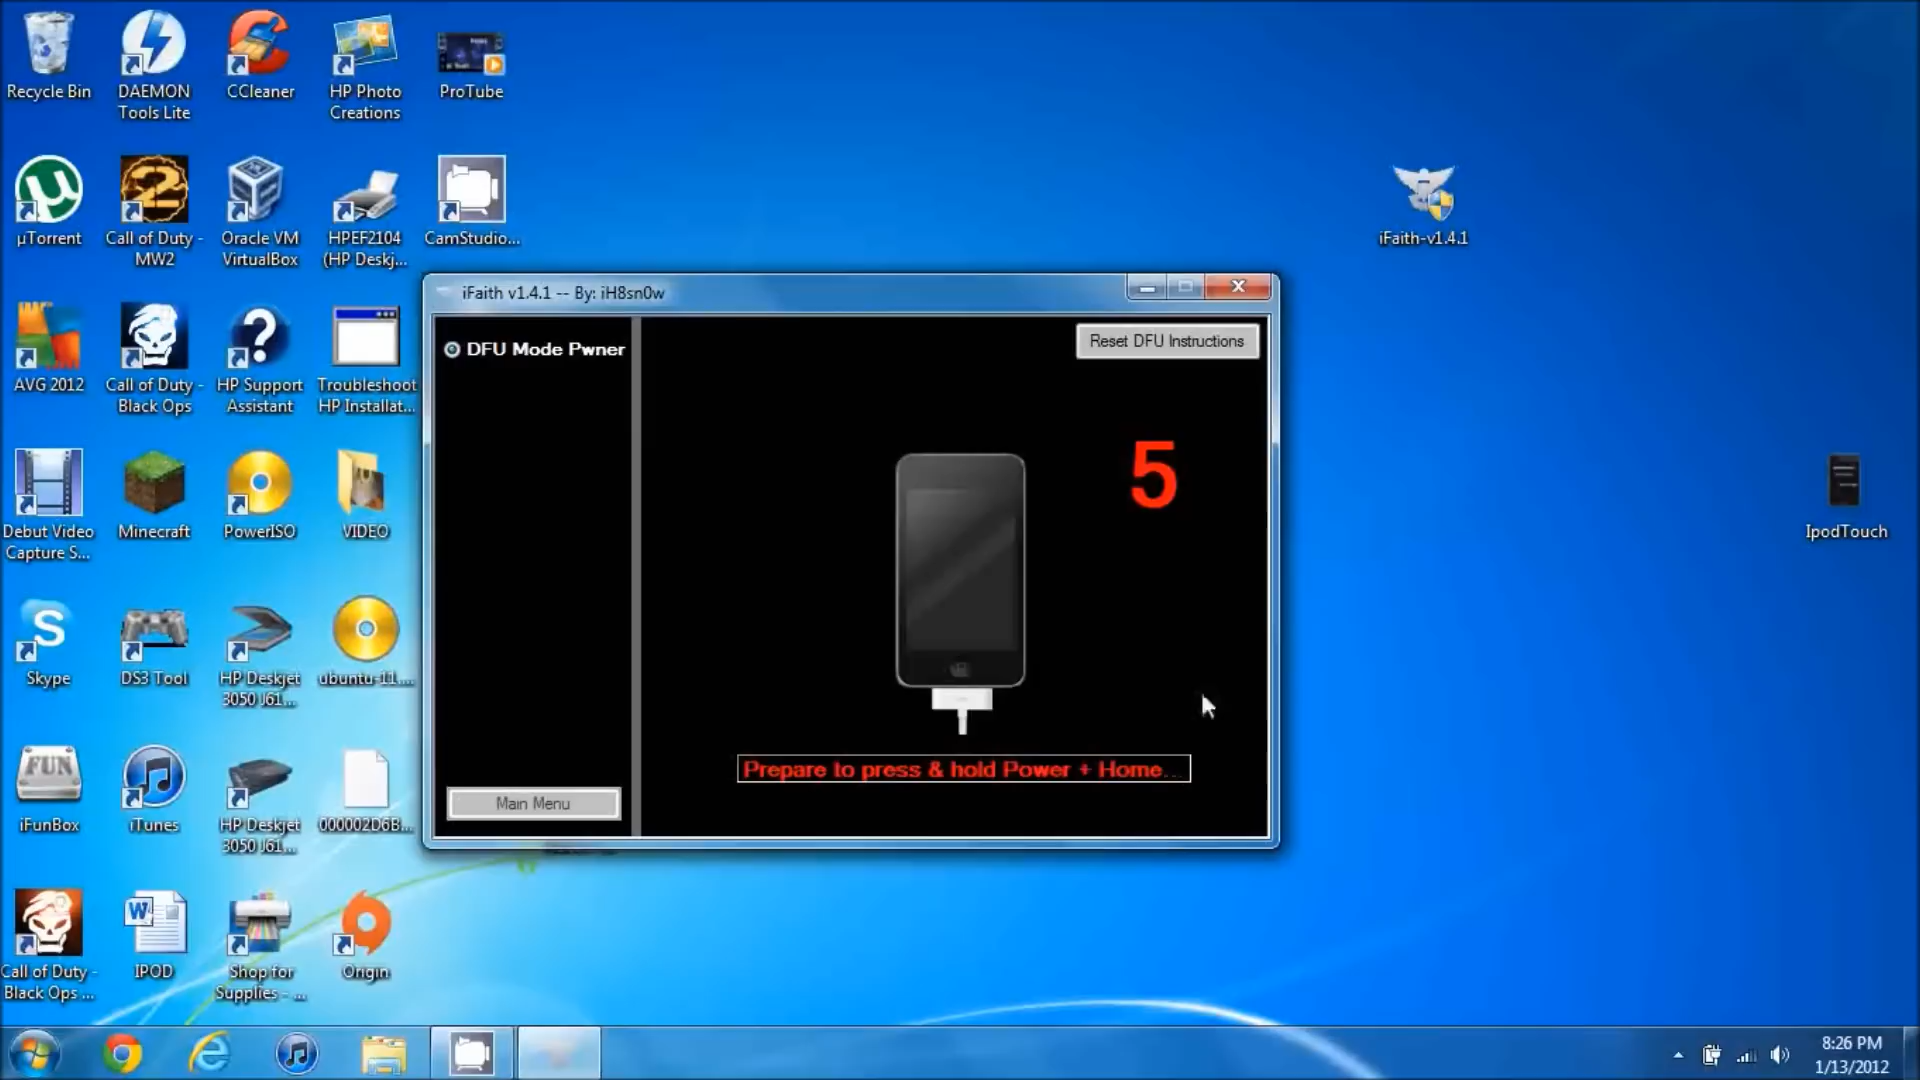 Recycle Bin
DAEMON
Tools Lite
CCleaner
HP Photo
Creations
ProTube
µTorrent
Call of Duty -
MW2
Oracle VM
VirtualBox
HPEF2104
(HP Deskj...
CamStudio...
iFaith-v1.4.1
AVG 2012
Call of Duty -
Black Ops
HP Support
Assistant
Troubleshoot
HP Installat...
iFaith v1.4.1 -- By: iH8sn0w
DFU Mode Pwner
Reset DFU Instructions
5
Prepare to press & hold Power + Home...
Main Menu
Debut Video
Capture S...
Minecraft
PowerISO
VIDEO
IpodTouch
Skype
DS3 Tool
HP Deskjet
3050 J61...
ubuntu-11....
FUN
iFunBox
iTunes
HP Deskjet
3050 J61...
000002D6B...
Call of Duty -
Black Ops ...
IPOD
Shop for
Supplies - ...
Origin
8:26 PM
1/13/2012